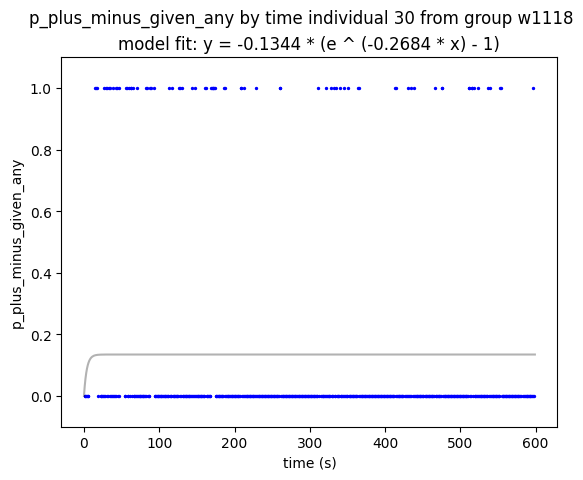 p_plus_minus_given_any by time individual 30 from group w1118
model fit: y = -0.1344 * (e ^ (-0.2684 * x) - 1)
p_plus_minus_given_any
1.0
0.8
0.6
0.4
0.2
0.0
0 100 200 300 400 500 600
time (s)